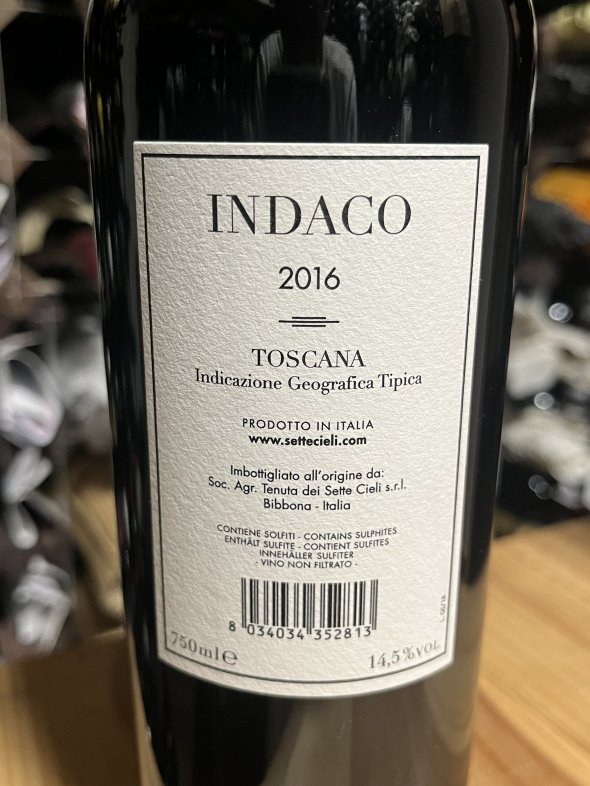 INDACO
2016
TOSCANA
Indicazione Geografica Tipica
PRODOTTO IN ITALIA
www.settecieli.com
Imbottigliato all'origine da:
Soc. Agr. Tenuta dei Sette Cieli s.r.l.
Bibbona - Italia
CONTIENE SOLFITI - CONTAINS SULPHITES
ENTHÄLT SULFITE - CONTIENT SULFITES
INNEHÅLLER SULFITER
- VINO NON FILTRATO -
8 034034 352813
750ml e
14,5%VOL